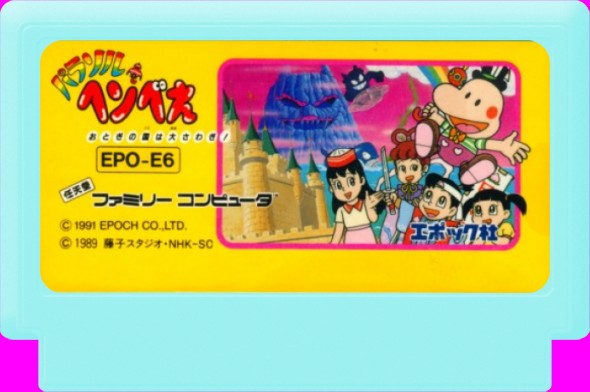 パラソル
ヘンべえ
おとぎの国は大さわぎ！
EPO-E6
任天堂
ファミリー コンピュータ
© 1991 EPOCH CO.,LTD.
© 1989 藤子スタジオ・NHK-SC
エポック社